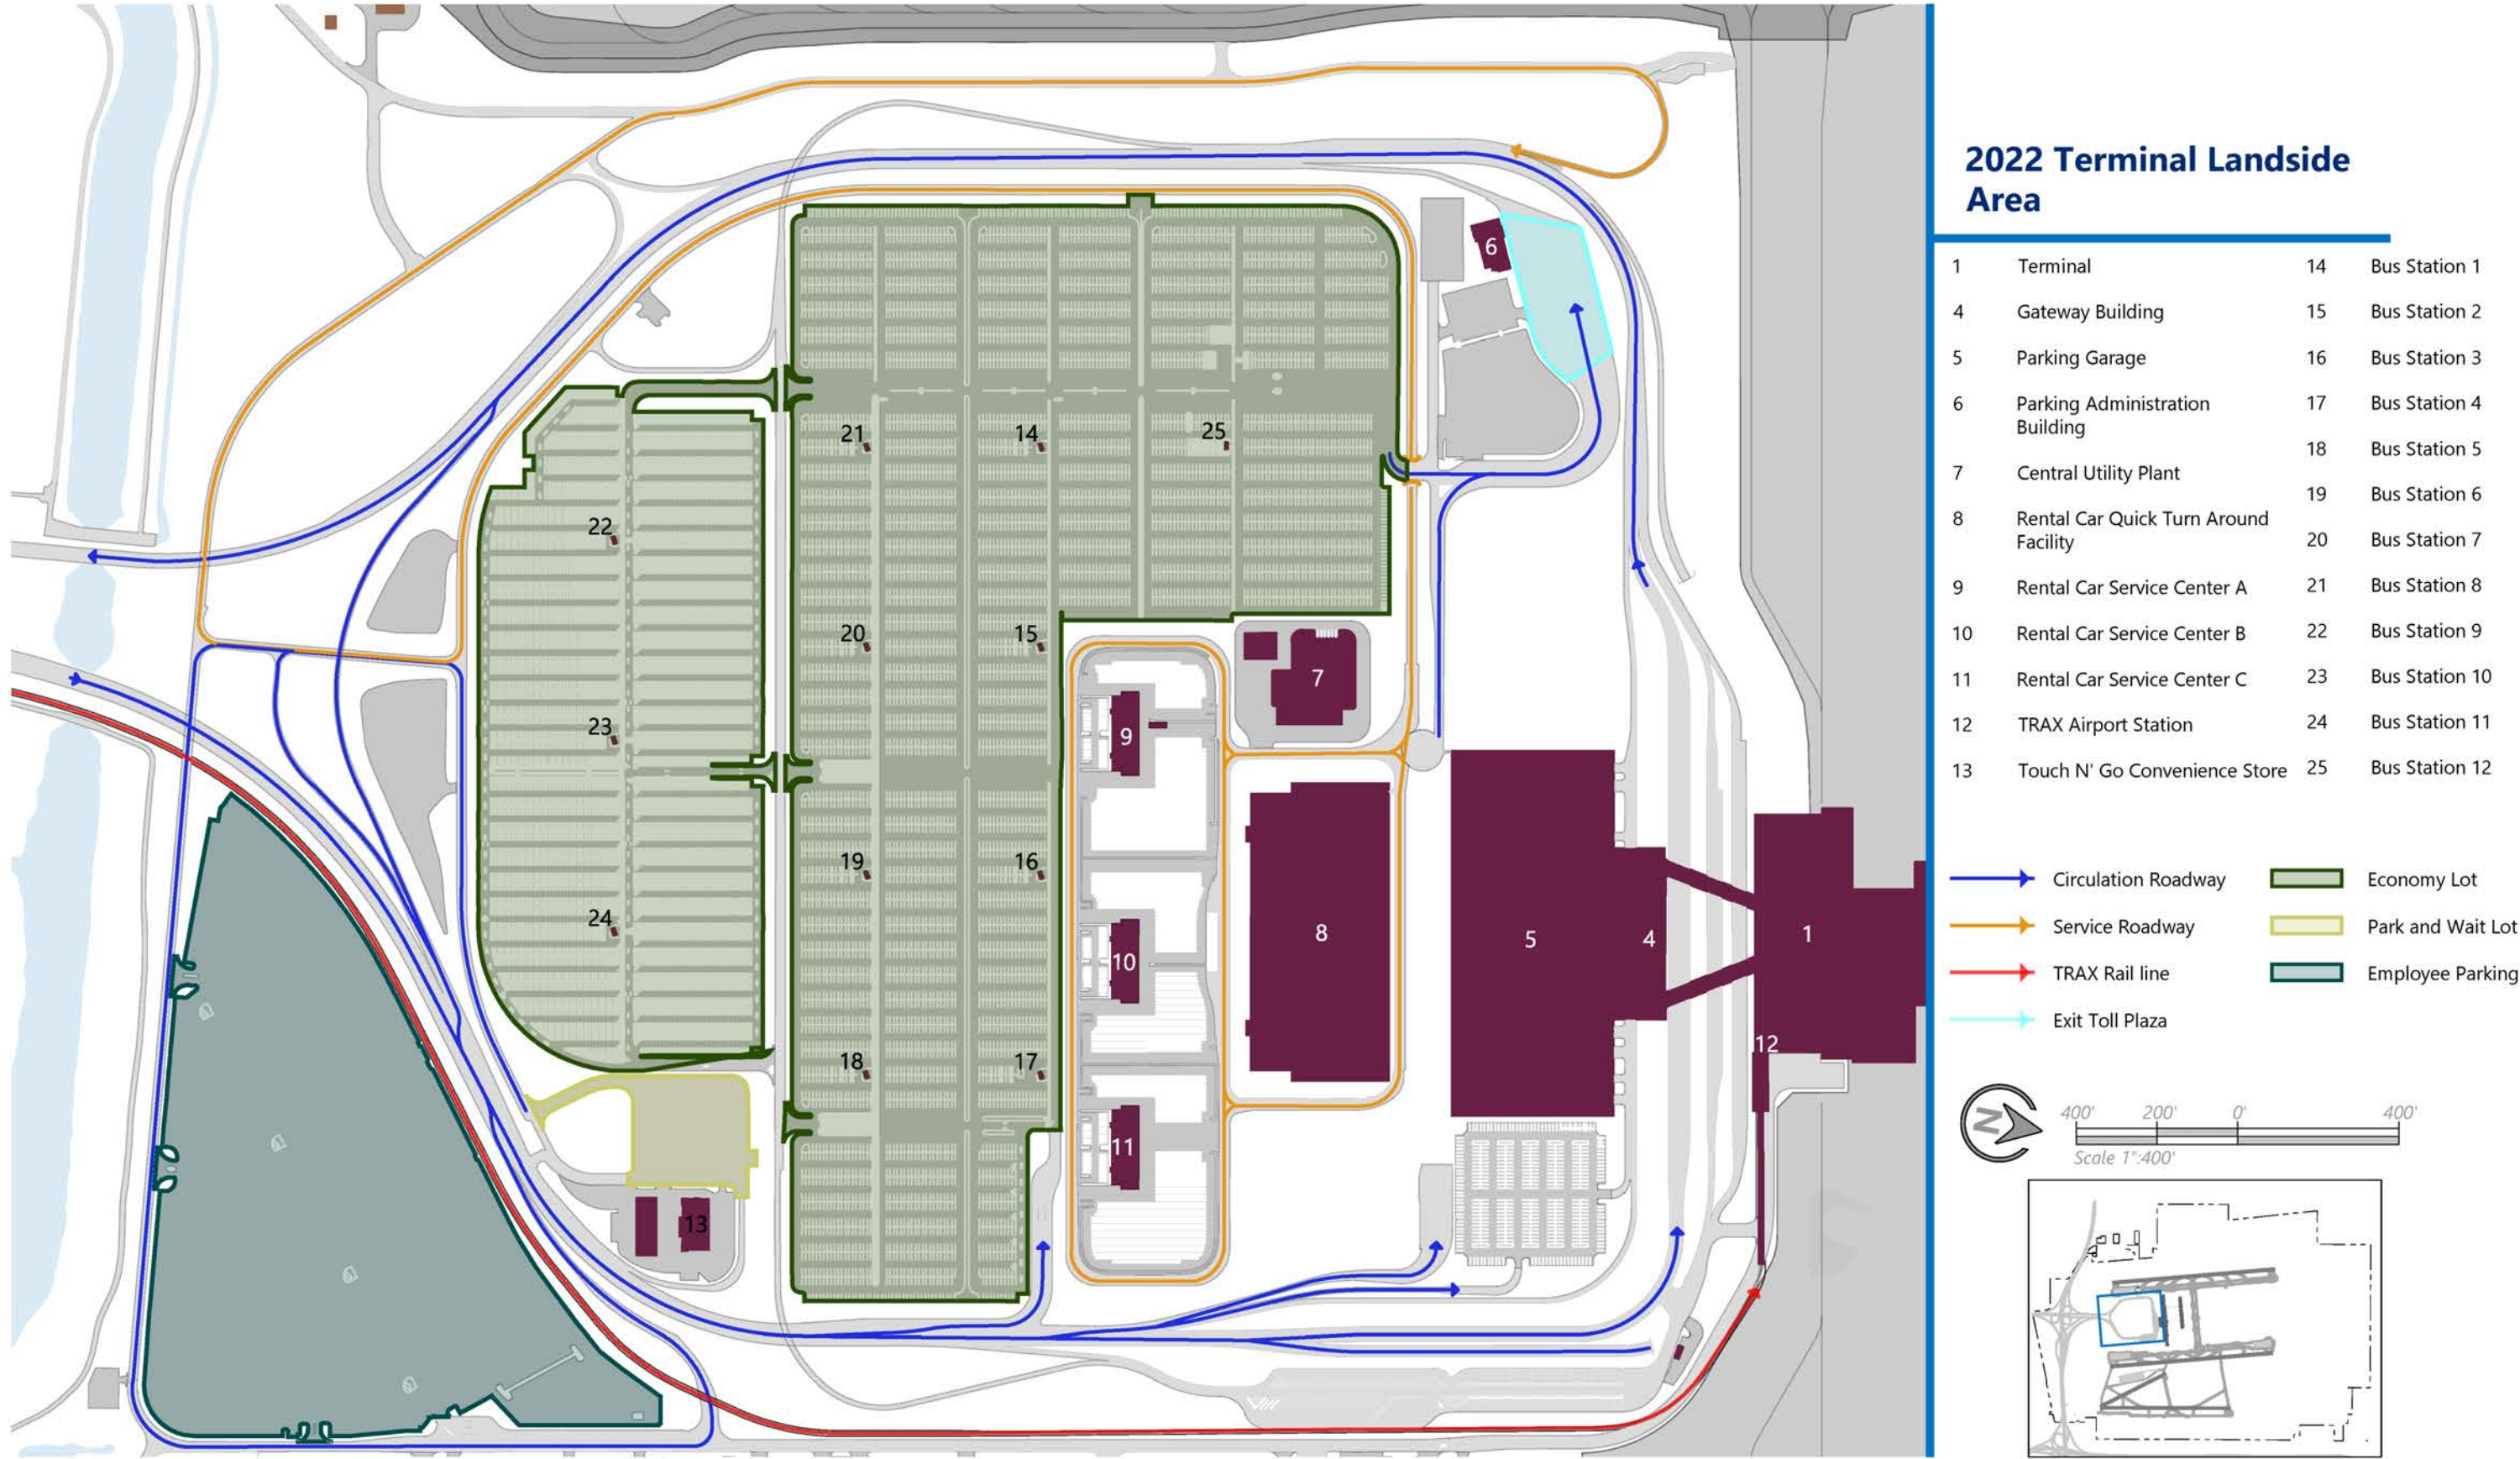 2022 Terminal Landside
Area
1 Terminal
4 Gateway Building
5 Parking Garage
6 Parking Administration
Building
7 Central Utility Plant
8 Rental Car Quick Turn Around
Facility
9 Rental Car Service Center A
10 Rental Car Service Center B
11 Rental Car Service Center C
12 TRAX Airport Station
13 Touch N' Go Convenience Store
14 Bus Station 1
15 Bus Station 2
16 Bus Station 3
17 Bus Station 4
18 Bus Station 5
19 Bus Station 6
20 Bus Station 7
21 Bus Station 8
22 Bus Station 9
23 Bus Station 10
24 Bus Station 11
25 Bus Station 12
Circulation Roadway
Service Roadway
TRAX Rail line
Exit Toll Plaza
Economy Lot
Park and Wait Lot
Employee Parking
N
400' 200' 0' 400'
Scale 1":400'
6
21 14 25
22
20 15
7
23
9
19 16
24
8
5
4
1
10
12
18 17
11
13